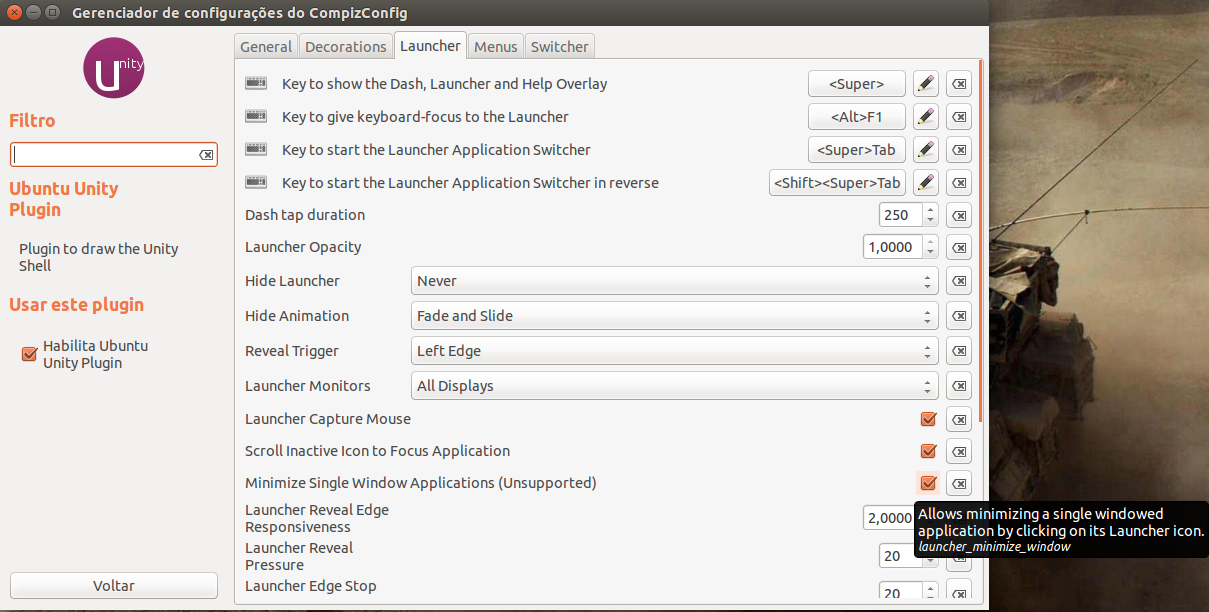 Gerenciador de configurações do CompizConfig
Unity
Filtro
Ubuntu Unity
Plugin
Plugin to draw the Unity
Shell
Usar este plugin
Habilita Ubuntu
Unity Plugin
Voltar
General Decorations Launcher Menus Switcher
Key to show the Dash, Launcher and Help Overlay <Super>
Key to give keyboard-focus to the Launcher <Alt>F1
Key to start the Launcher Application Switcher <Super>Tab
Key to start the Launcher Application Switcher in reverse <Shift><Super>Tab
Dash tap duration 250
Launcher Opacity 1,0000
Hide Launcher Never
Hide Animation Fade and Slide
Reveal Trigger Left Edge
Launcher Monitors All Displays
Launcher Capture Mouse
Scroll Inactive Icon to Focus Application
Minimize Single Window Applications (Unsupported)
Launcher Reveal Edge
Responsiveness 2,0000
Launcher Reveal
Pressure 20
Launcher Edge Stop 20
Allows minimizing a single windowed
application by clicking on its Launcher icon.
launcher_minimize_window